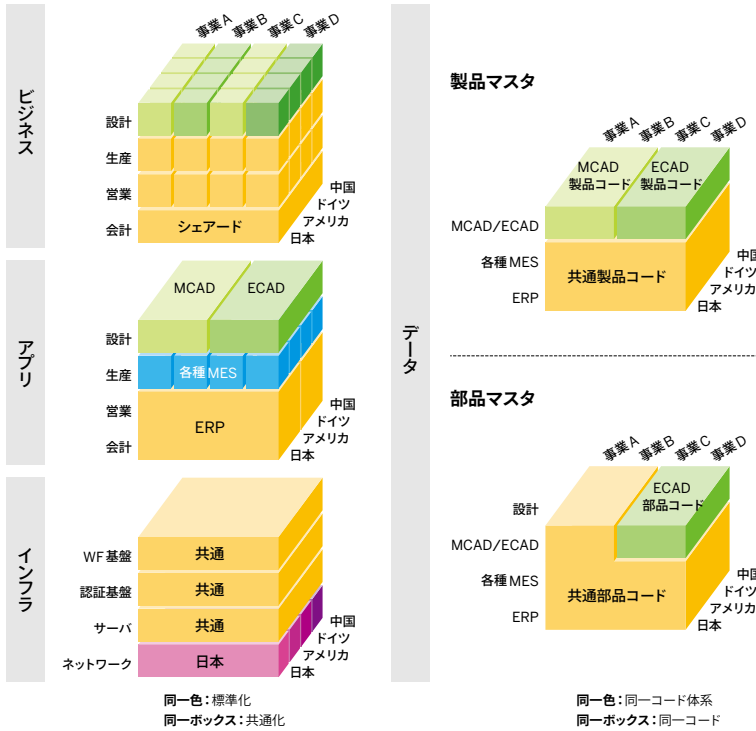 ビジネス
事業A
事業B
事業C
事業D
設計
生産
営業
会計
シェアード
中国
ドイツ
アメリカ
日本
アプリ
MCAD
ECAD
設計
生産
営業
会計
各種MES
ERP
中国
ドイツ
アメリカ
日本
インフラ
WF基盤
認証基盤
サーバ
ネットワーク
共通
共通
共通
日本
中国
ドイツ
アメリカ
日本
同一色：標準化
同一ボックス：共通化
データ
製品マスタ
事業A
事業B
事業C
事業D
MCAD
製品コード
ECAD
製品コード
MCAD/ECAD
各種MES
ERP
共通製品コード
中国
ドイツ
アメリカ
日本
部品マスタ
事業A
事業B
事業C
事業D
ECAD
部品コード
設計
MCAD/ECAD
各種MES
ERP
共通部品コード
中国
ドイツ
アメリカ
日本
同一色：同一コード体系
同一ボックス：同一コード